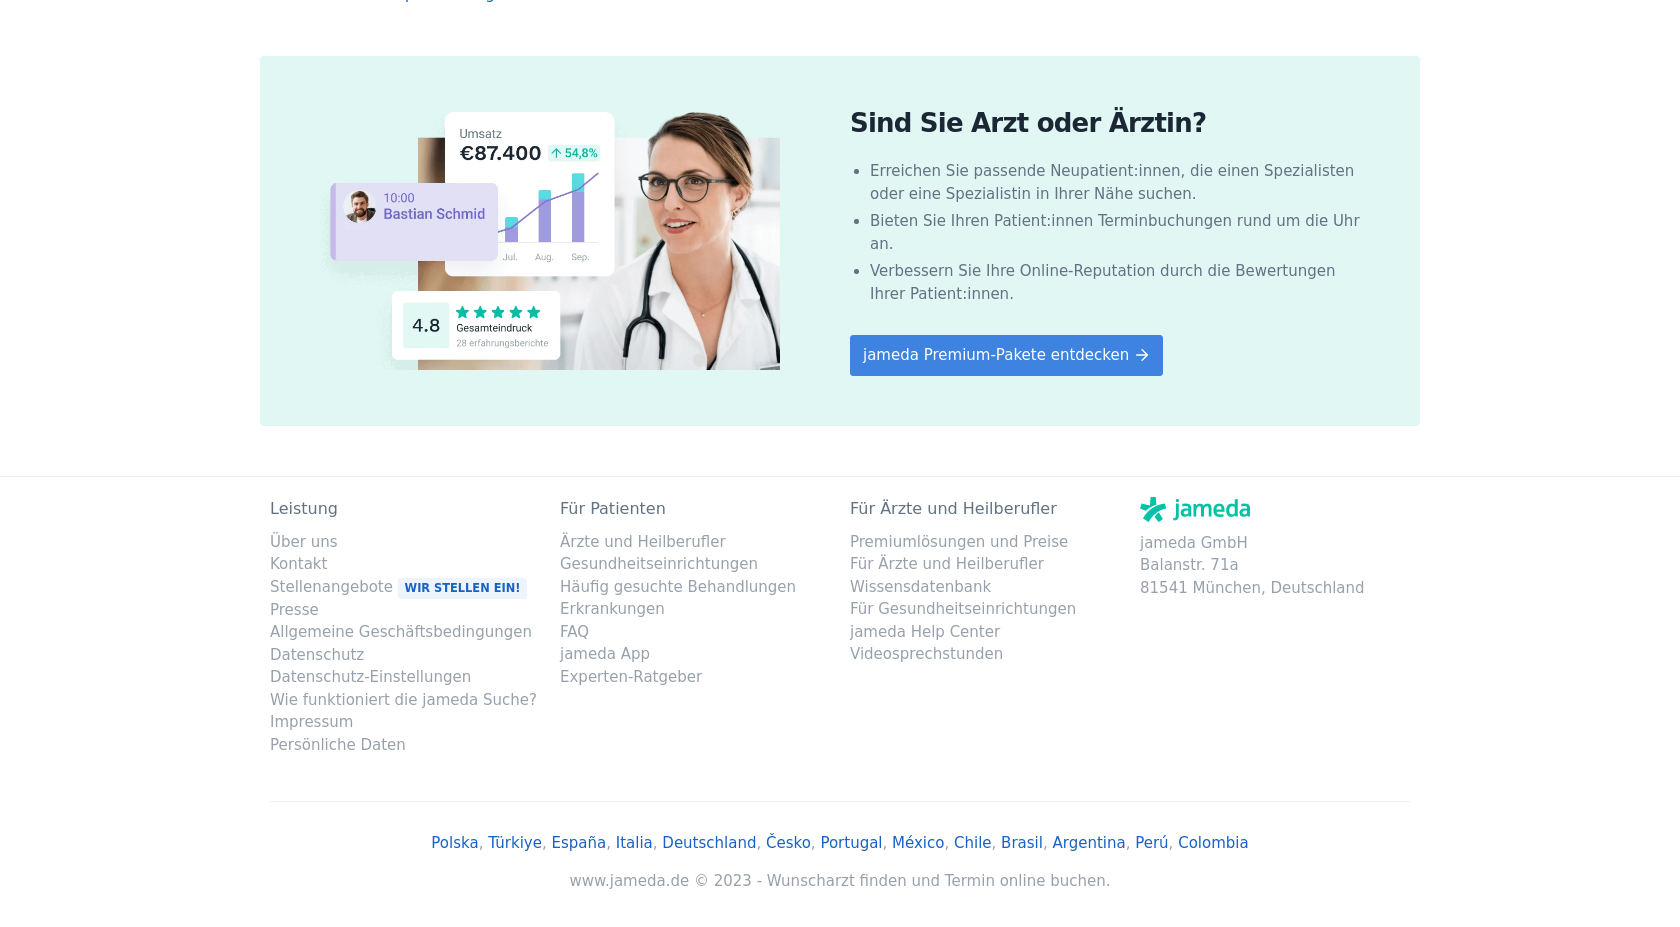 Umsatz
€87.400 54,8%
10:00
Bastian Schmid
Jul. Aug. Sep.
4.8
Gesamteindruck
28 erfahrungsberichte
Sind Sie Arzt oder Ärztin?
Erreichen Sie passende Neupatient:innen, die einen Spezialisten
oder eine Spezialistin in Ihrer Nähe suchen.
Bieten Sie Ihren Patient:innen Terminbuchungen rund um die Uhr
an.
Verbessern Sie Ihre Online-Reputation durch die Bewertungen
Ihrer Patient:innen.
jameda Premium-Pakete entdecken
Leistung
Über uns
Kontakt
Stellenangebote WIR STELLEN EIN!
Presse
Allgemeine Geschäftsbedingungen
Datenschutz
Datenschutz-Einstellungen
Wie funktioniert die jameda Suche?
Impressum
Persönliche Daten
Für Patienten
Ärzte und Heilberufler
Gesundheitseinrichtungen
Häufig gesuchte Behandlungen
Erkrankungen
FAQ
jameda App
Experten-Ratgeber
Für Ärzte und Heilberufler
Premiumlösungen und Preise
Für Ärzte und Heilberufler
Wissensdatenbank
Für Gesundheitseinrichtungen
jameda Help Center
Videosprechstunden
jameda
jameda GmbH
Balanstr. 71a
81541 München, Deutschland
Polska, Türkiye, España, Italia, Deutschland, Česko, Portugal, México, Chile, Brasil, Argentina, Perú, Colombia
www.jameda.de © 2023 - Wunscharzt finden und Termin online buchen.